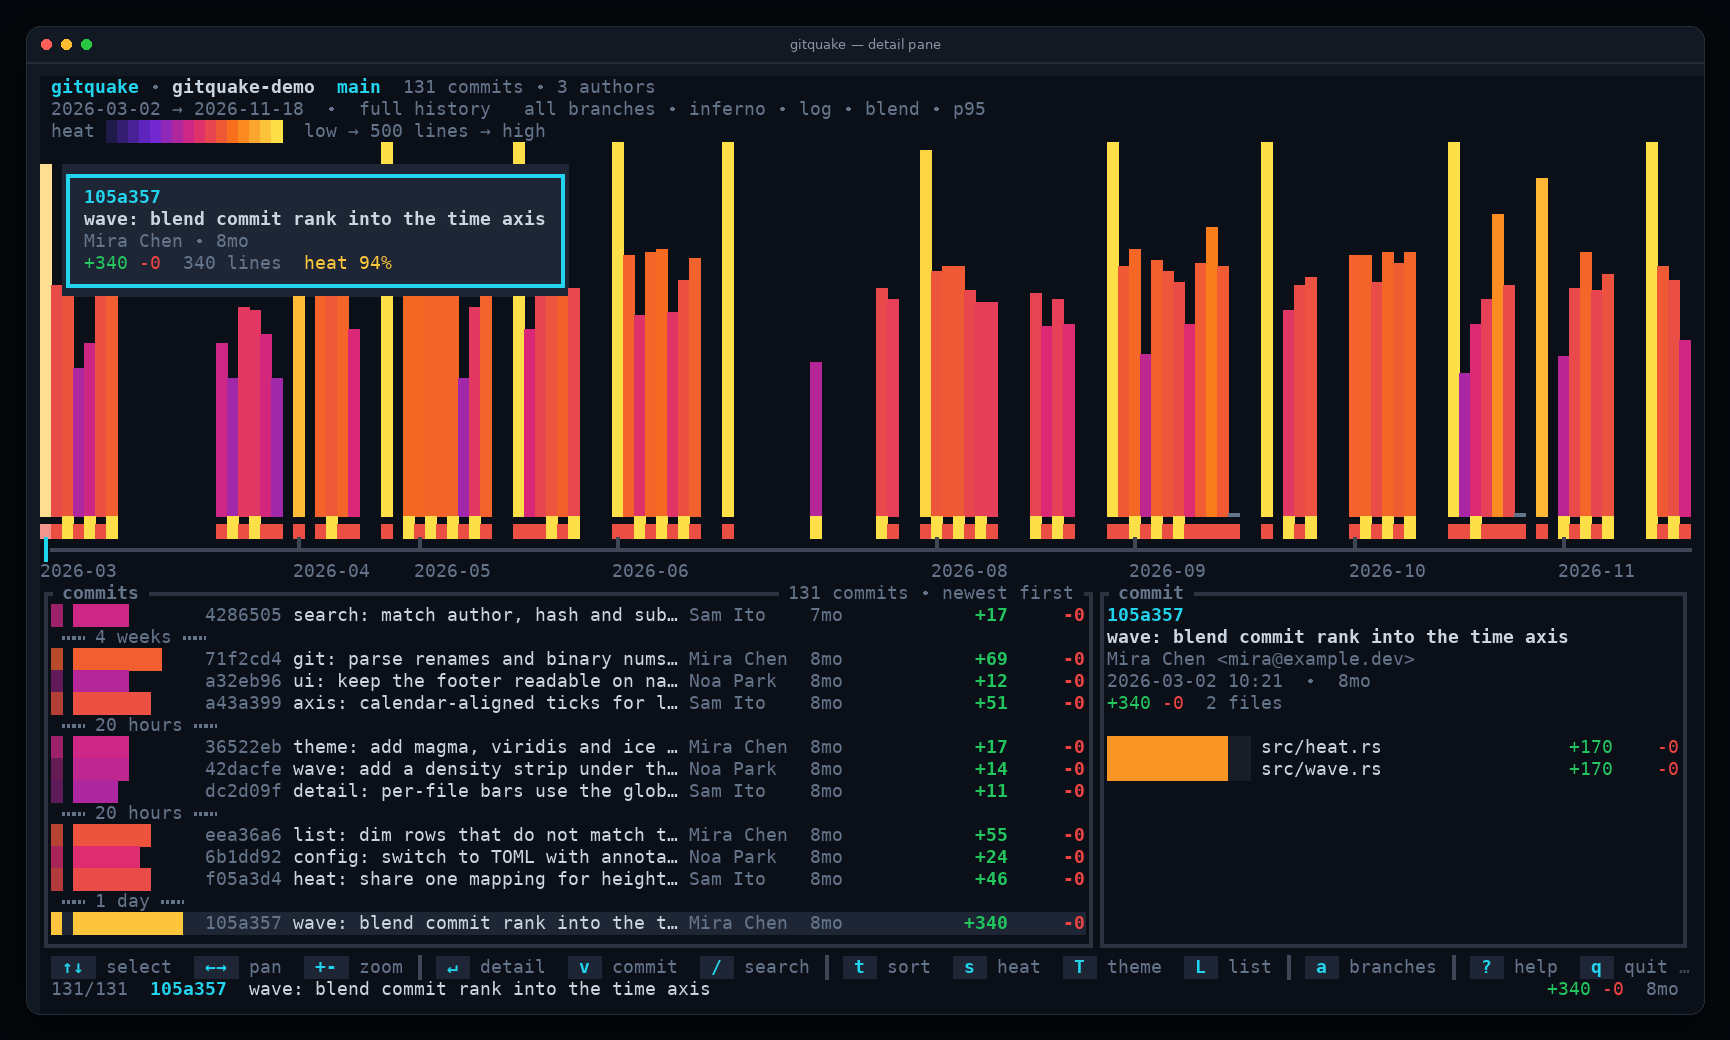 gitquake — detail pane
gitquake • gitquake-demo main 131 commits • 3 authors
2026-03-02 → 2026-11-18 • full history all branches • inferno • log • blend • p95
heat low → 500 lines → high
105a357
wave: blend commit rank into the time axis
Mira Chen • 8mo
+340 -0 340 lines heat 94%
2026-03 2026-04 2026-05 2026-06 2026-08 2026-09 2026-10 2026-11
commits 131 commits • newest first
4286505 search: match author, hash and sub… Sam Ito 7mo +17 -0
4 weeks
71f2cd4 git: parse renames and binary nums… Mira Chen 8mo +69 -0
a32eb96 ui: keep the footer readable on na… Noa Park 8mo +12 -0
a43a399 axis: calendar-aligned ticks for l… Sam Ito 8mo +51 -0
20 hours
36522eb theme: add magma, viridis and ice … Mira Chen 8mo +17 -0
42dacfe wave: add a density strip under th… Noa Park 8mo +14 -0
dc2d09f detail: per-file bars use the glob… Sam Ito 8mo +11 -0
20 hours
eea36a6 list: dim rows that do not match t… Mira Chen 8mo +55 -0
6b1dd92 config: switch to TOML with annota… Noa Park 8mo +24 -0
f05a3d4 heat: share one mapping for height… Sam Ito 8mo +46 -0
1 day
105a357 wave: blend commit rank into the t… Mira Chen 8mo +340 -0
commit
105a357
wave: blend commit rank into the time axis
Mira Chen <mira@example.dev>
2026-03-02 10:21 • 8mo
+340 -0 2 files
src/heat.rs +170 -0
src/wave.rs +170 -0
↑↓ select ←→ pan +- zoom ↵ detail v commit / search t sort s heat T theme L list a branches ? help q quit …
131/131 105a357 wave: blend commit rank into the time axis +340 -0 8mo